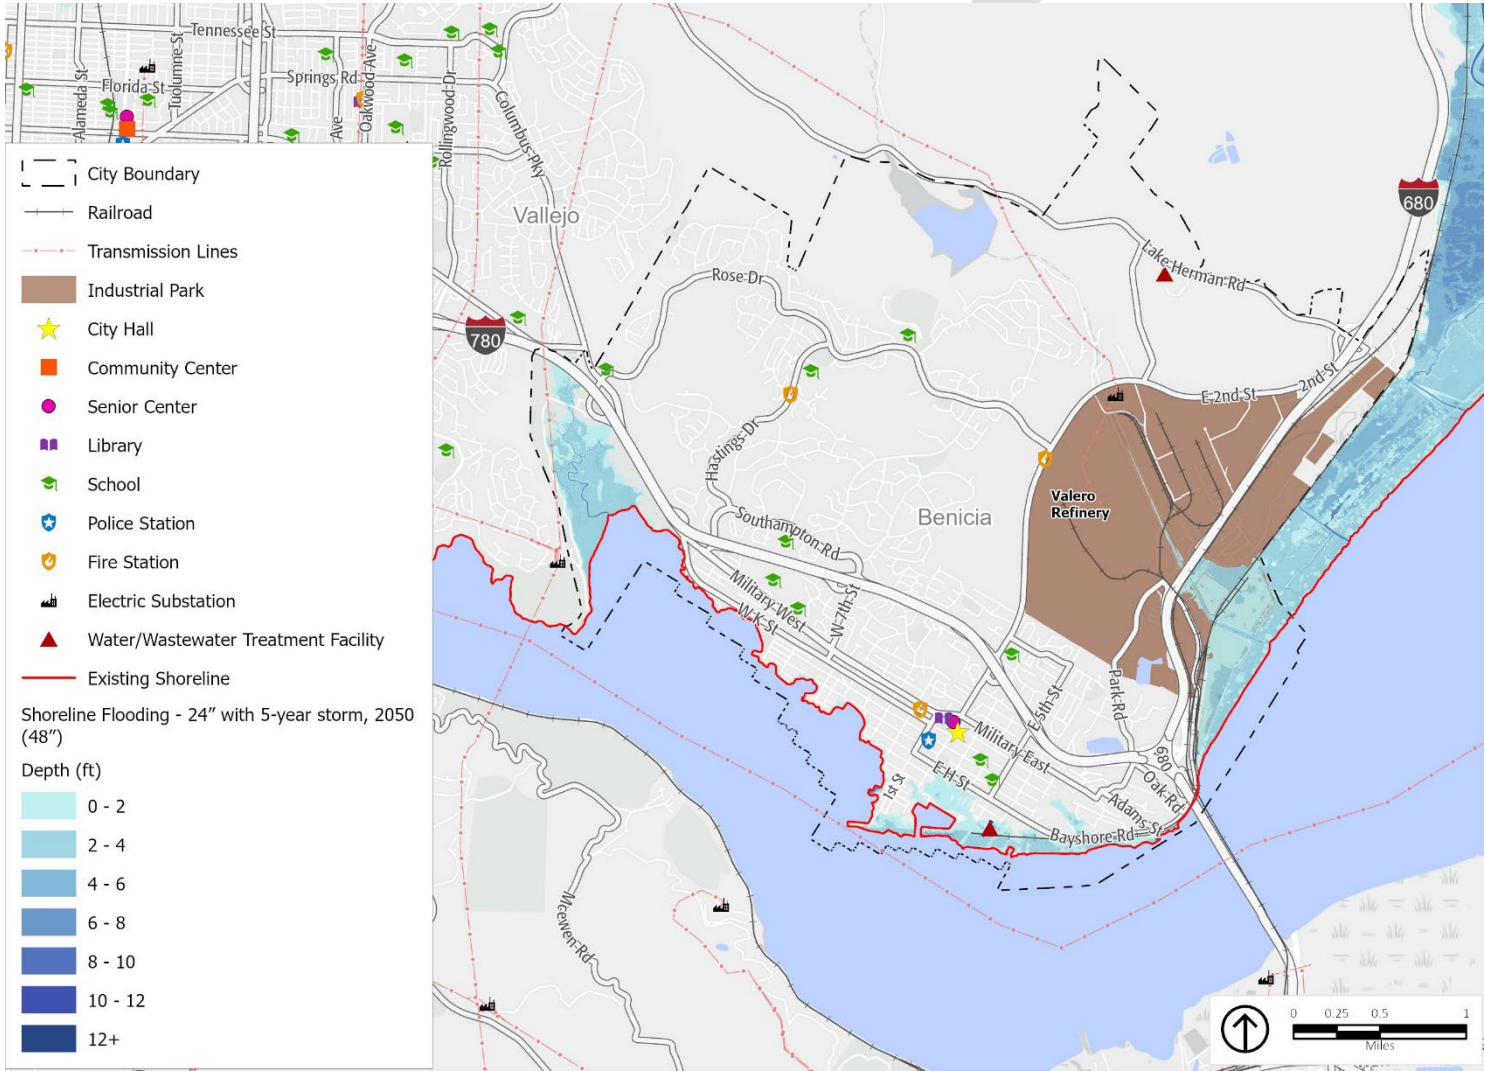 Tennessee St
Springs Rd
Florida St
Alameda St
Tuolumne St
Ave
Oakwood Ave
Rollingwood Dr
Columbus Pky
Vallejo
780
680
Rose Dr
Lake Herman Rd
Hastings Dr
E 2nd St
2nd St
Valero
Refinery
Benicia
Southampton Rd
Military West
W K St
W 7th St
Park Rd
E 5th St
Military East
680
Oak Rd
Adams St
1st St
E H St
Bayshore Rd
Mcewen Rd
City Boundary
Railroad
Transmission Lines
Industrial Park
City Hall
Community Center
Senior Center
Library
School
Police Station
Fire Station
Electric Substation
Water/Wastewater Treatment Facility
Existing Shoreline
Shoreline Flooding - 24” with 5-year storm, 2050
(48”)
Depth (ft)
0 - 2
2 - 4
4 - 6
6 - 8
8 - 10
10 - 12
12+
0 0.25 0.5 1
Miles